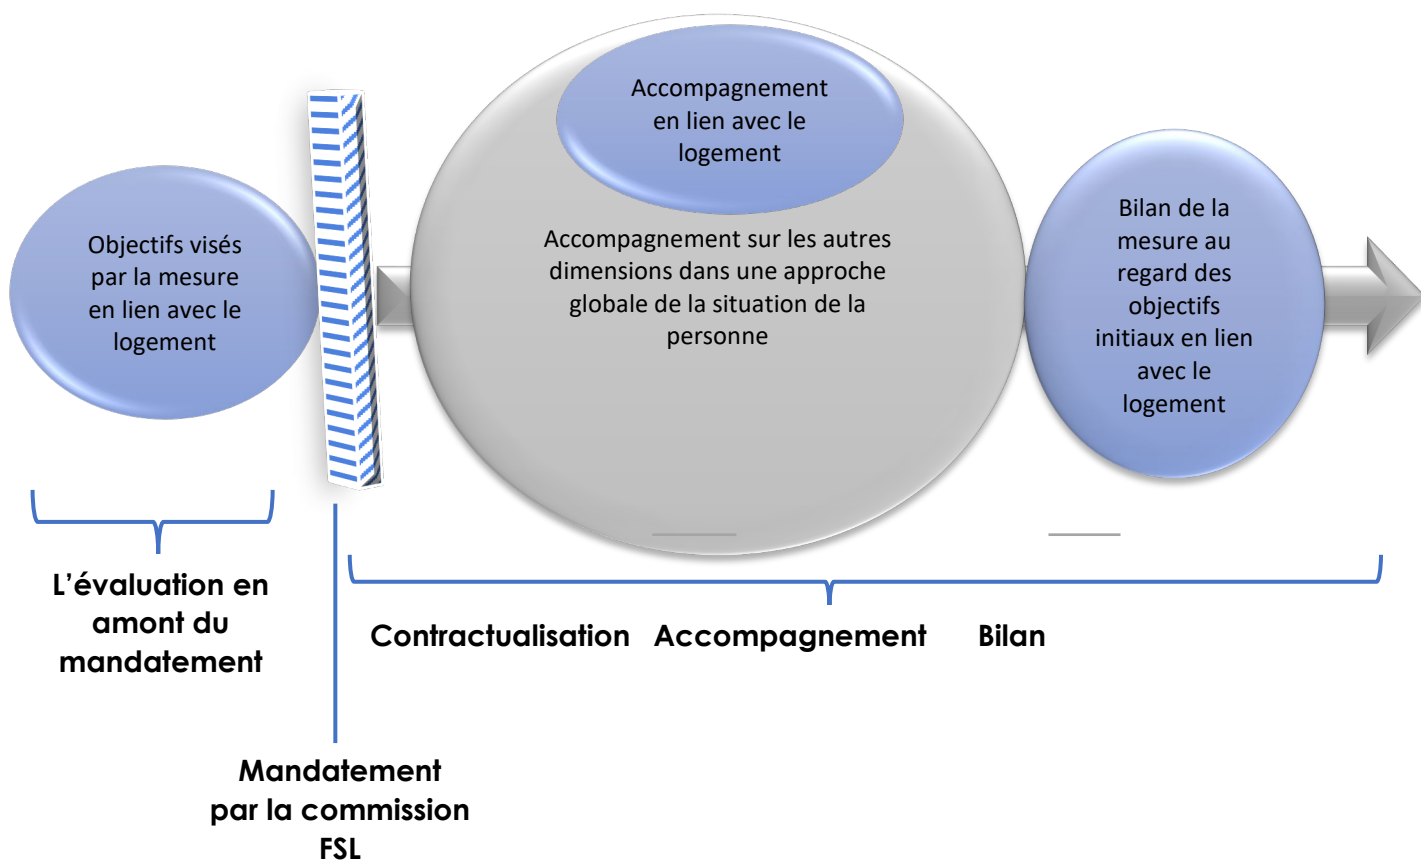 Objectifs visés
par la mesure
en lien avec le
logement
Accompagnement
en lien avec le
logement
Accompagnement sur les autres
dimensions dans une approche
globale de la situation de la
personne
Bilan de la
mesure au
regard des
objectifs
initiaux en lien
avec le
logement
L’évaluation en
amont du
mandatement
Contractualisation Accompagnement Bilan
Mandatement
par la commission
FSL